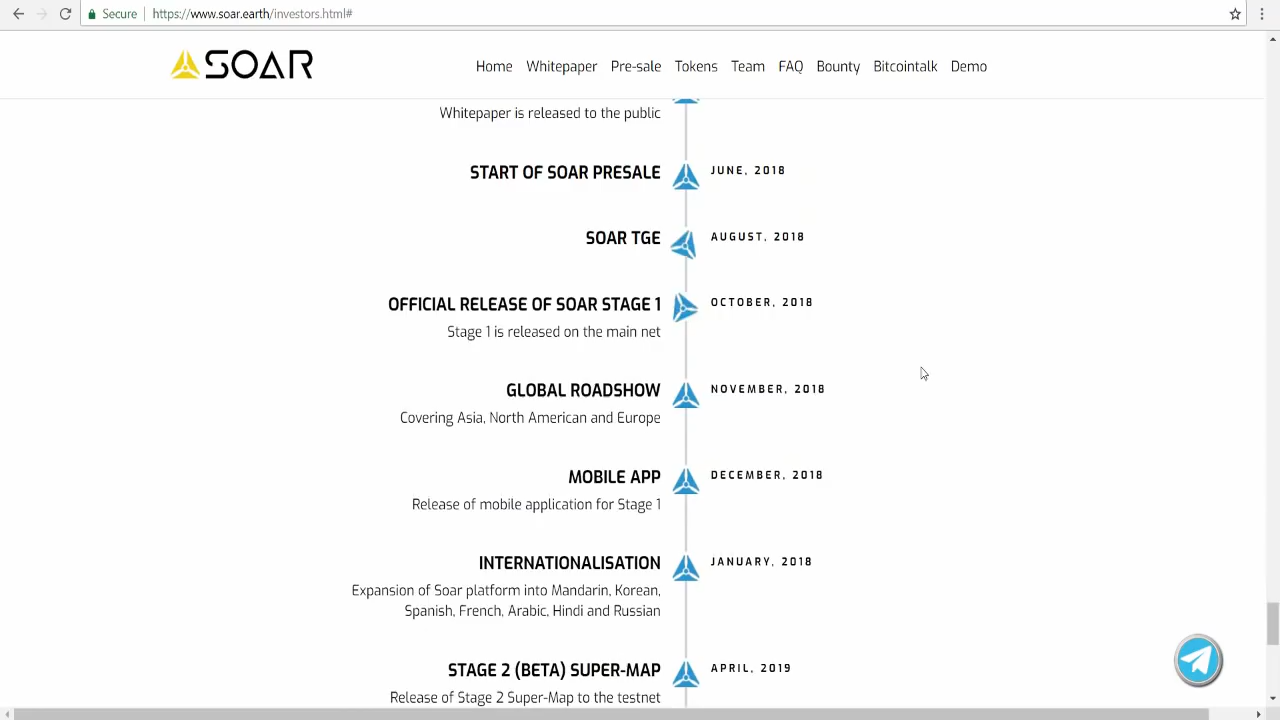 Secure https://www.soar.earth/investors.html#
SOAR
Home Whitepaper Pre-sale Tokens Team FAQ Bounty Bitcointalk Demo
Whitepaper is released to the public
START OF SOAR PRESALE
JUNE, 2018
SOAR TGE
AUGUST, 2018
OFFICIAL RELEASE OF SOAR STAGE 1
OCTOBER, 2018
Stage 1 is released on the main net
GLOBAL ROADSHOW
NOVEMBER, 2018
Covering Asia, North American and Europe
MOBILE APP
DECEMBER, 2018
Release of mobile application for Stage 1
INTERNATIONALISATION
JANUARY, 2018
Expansion of Soar platform into Mandarin, Korean,
Spanish, French, Arabic, Hindi and Russian
STAGE 2 (BETA) SUPER-MAP
APRIL, 2019
Release of Stage 2 Super-Map to the testnet